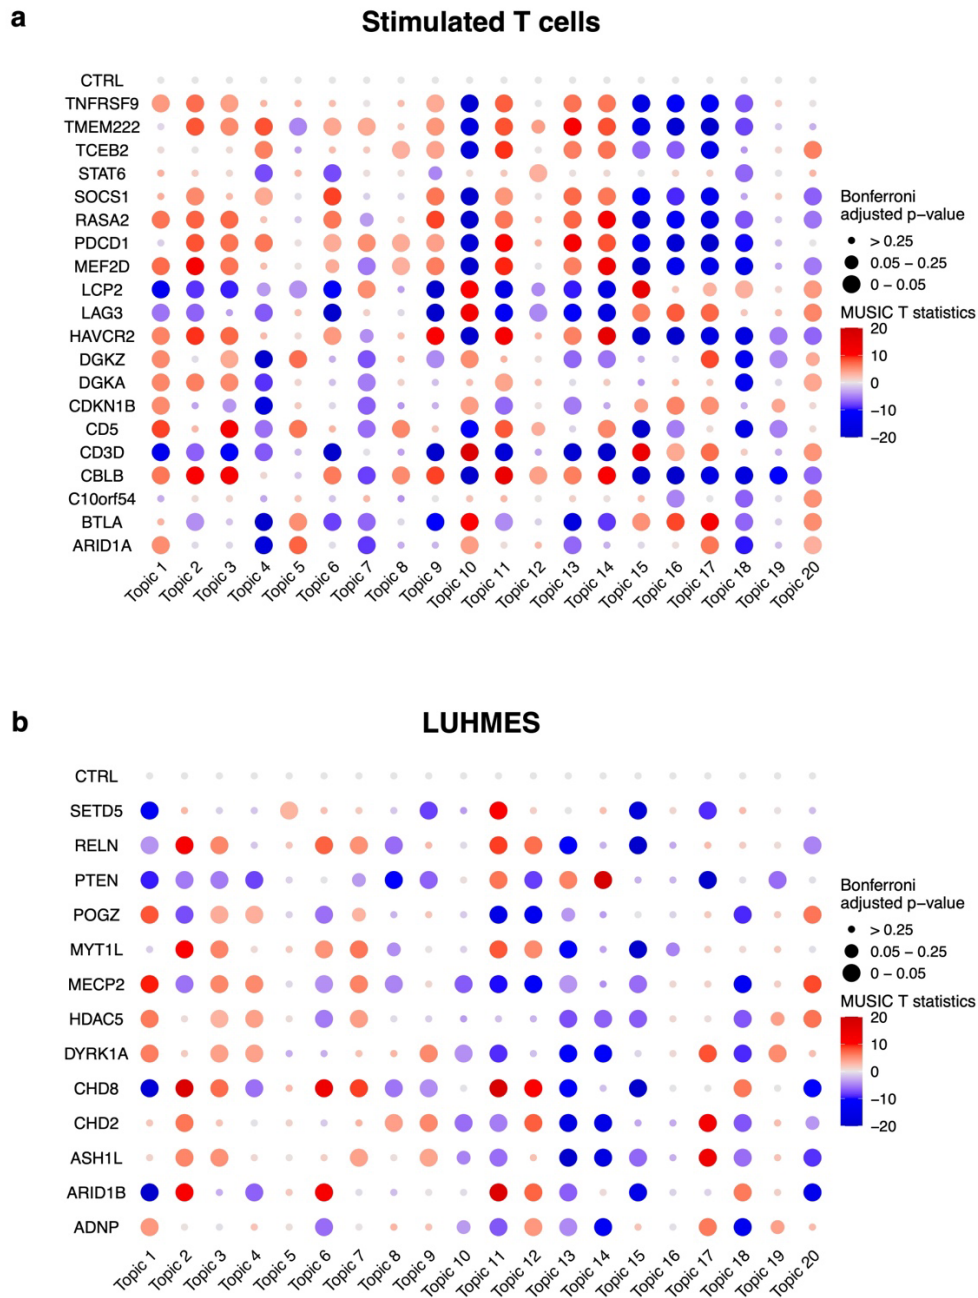 a
Stimulated T cells
CTRL
TNFRSF9
TMEM222
TCEB2
STAT6
SOCS1
RASA2
PDCD1
MEF2D
LCP2
LAG3
HAVCR2
DGKZ
DGKA
CDKN1B
CD5
CD3D
CBLB
C10orf54
BTLA
ARID1A
Topic 1
Topic 2
Topic 3
Topic 4
Topic 5
Topic 6
Topic 7
Topic 8
Topic 9
Topic 10
Topic 11
Topic 12
Topic 13
Topic 14
Topic 15
Topic 16
Topic 17
Topic 18
Topic 19
Topic 20
Bonferroni
adjusted p−value
> 0.25
0.05 − 0.25
0 − 0.05
MUSIC T statistics
20
10
0
−10
−20
b
LUHMES
CTRL
SETD5
RELN
PTEN
POGZ
MYT1L
MECP2
HDAC5
DYRK1A
CHD8
CHD2
ASH1L
ARID1B
ADNP
Topic 1
Topic 2
Topic 3
Topic 4
Topic 5
Topic 6
Topic 7
Topic 8
Topic 9
Topic 10
Topic 11
Topic 12
Topic 13
Topic 14
Topic 15
Topic 16
Topic 17
Topic 18
Topic 19
Topic 20
Bonferroni
adjusted p−value
> 0.25
0.05 − 0.25
0 − 0.05
MUSIC T statistics
20
10
0
−10
−20